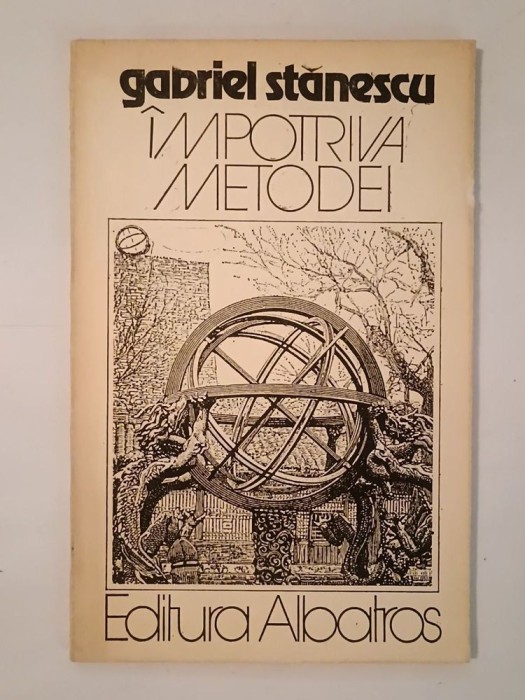 gabriel stănescu
ÎMPOTRIVA
METODEI
Editura Albatros